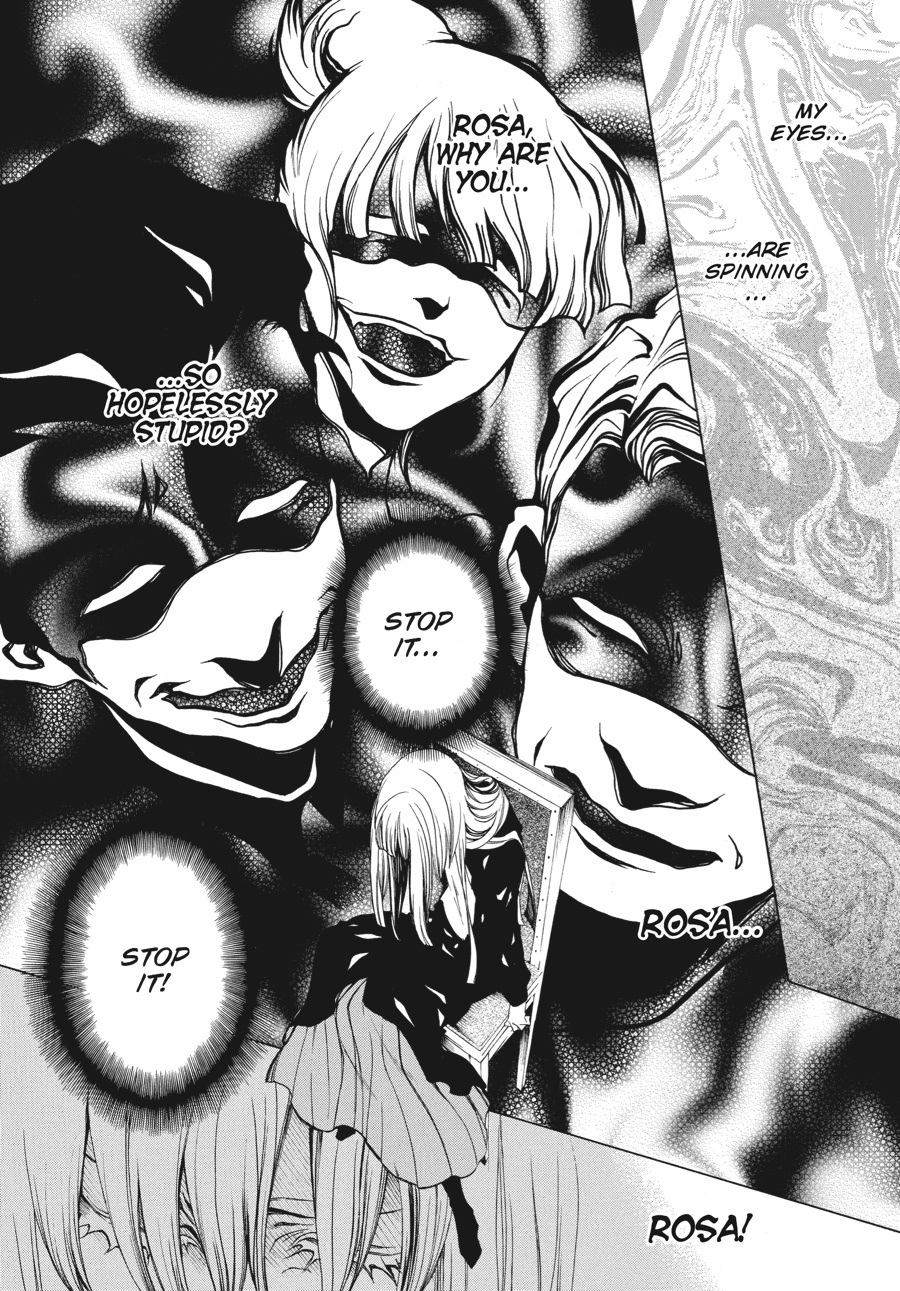 MY
EYES...
...ARE
SPINNING
...
ROSA,
WHY ARE
YOU...
...SO
HOPELESSLY
STUPID?
STOP
IT...
ROSA...
STOP
IT!
ROSA!